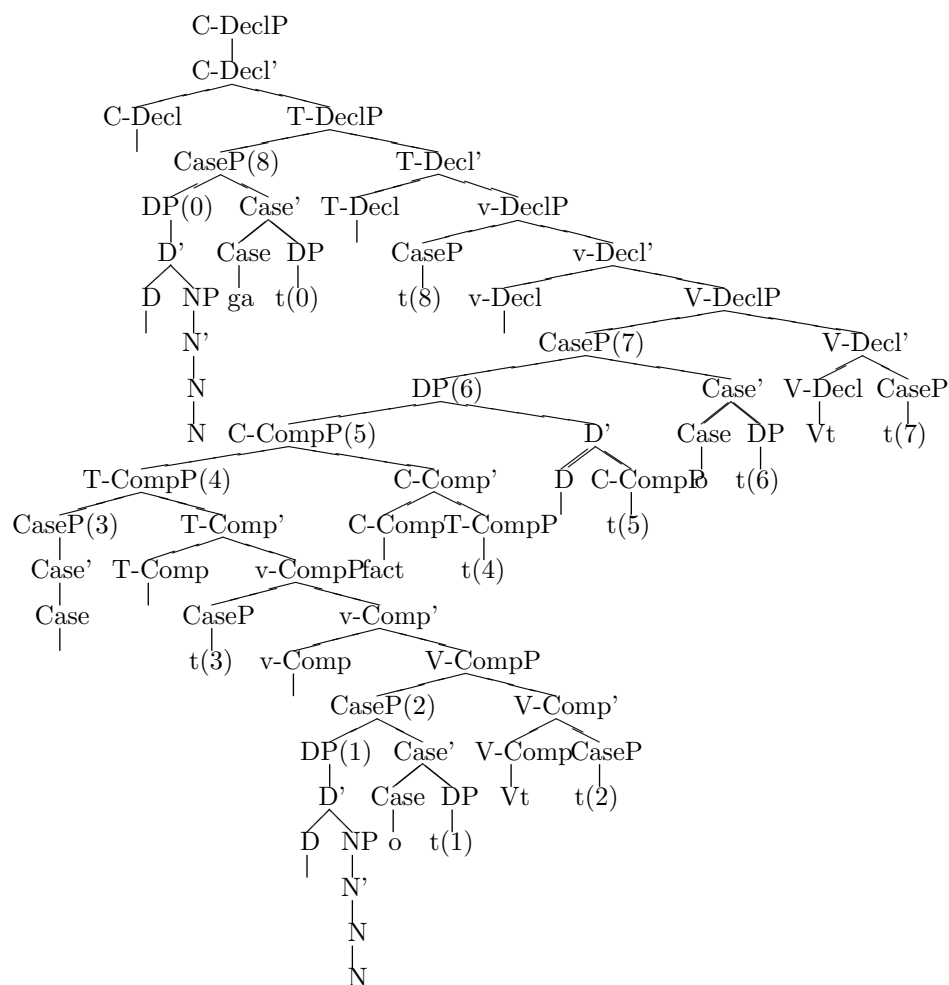 C-DeclP
C-Decl'
C-Decl T-DeclP
CaseP(8) T-Decl'
DP(0) Case' T-Decl v-DeclP
D' Case DP CaseP v-Decl'
D NP ga t(0) t(8) v-Decl V-DeclP
N' CaseP(7) V-Decl'
N DP(6) Case' V-Decl CaseP
N C-CompP(5) D' Case DP Vt t(7)
T-CompP(4) C-Comp' D C-CompP o t(6)
CaseP(3) T-Comp' C-Comp T-CompP t(5)
Case' T-Comp v-CompP fact t(4)
Case CaseP v-Comp'
t(3) v-Comp V-CompP
CaseP(2) V-Comp'
DP(1) Case' V-Comp CaseP
D' Case DP Vt t(2)
D NP o t(1)
N'
N
N